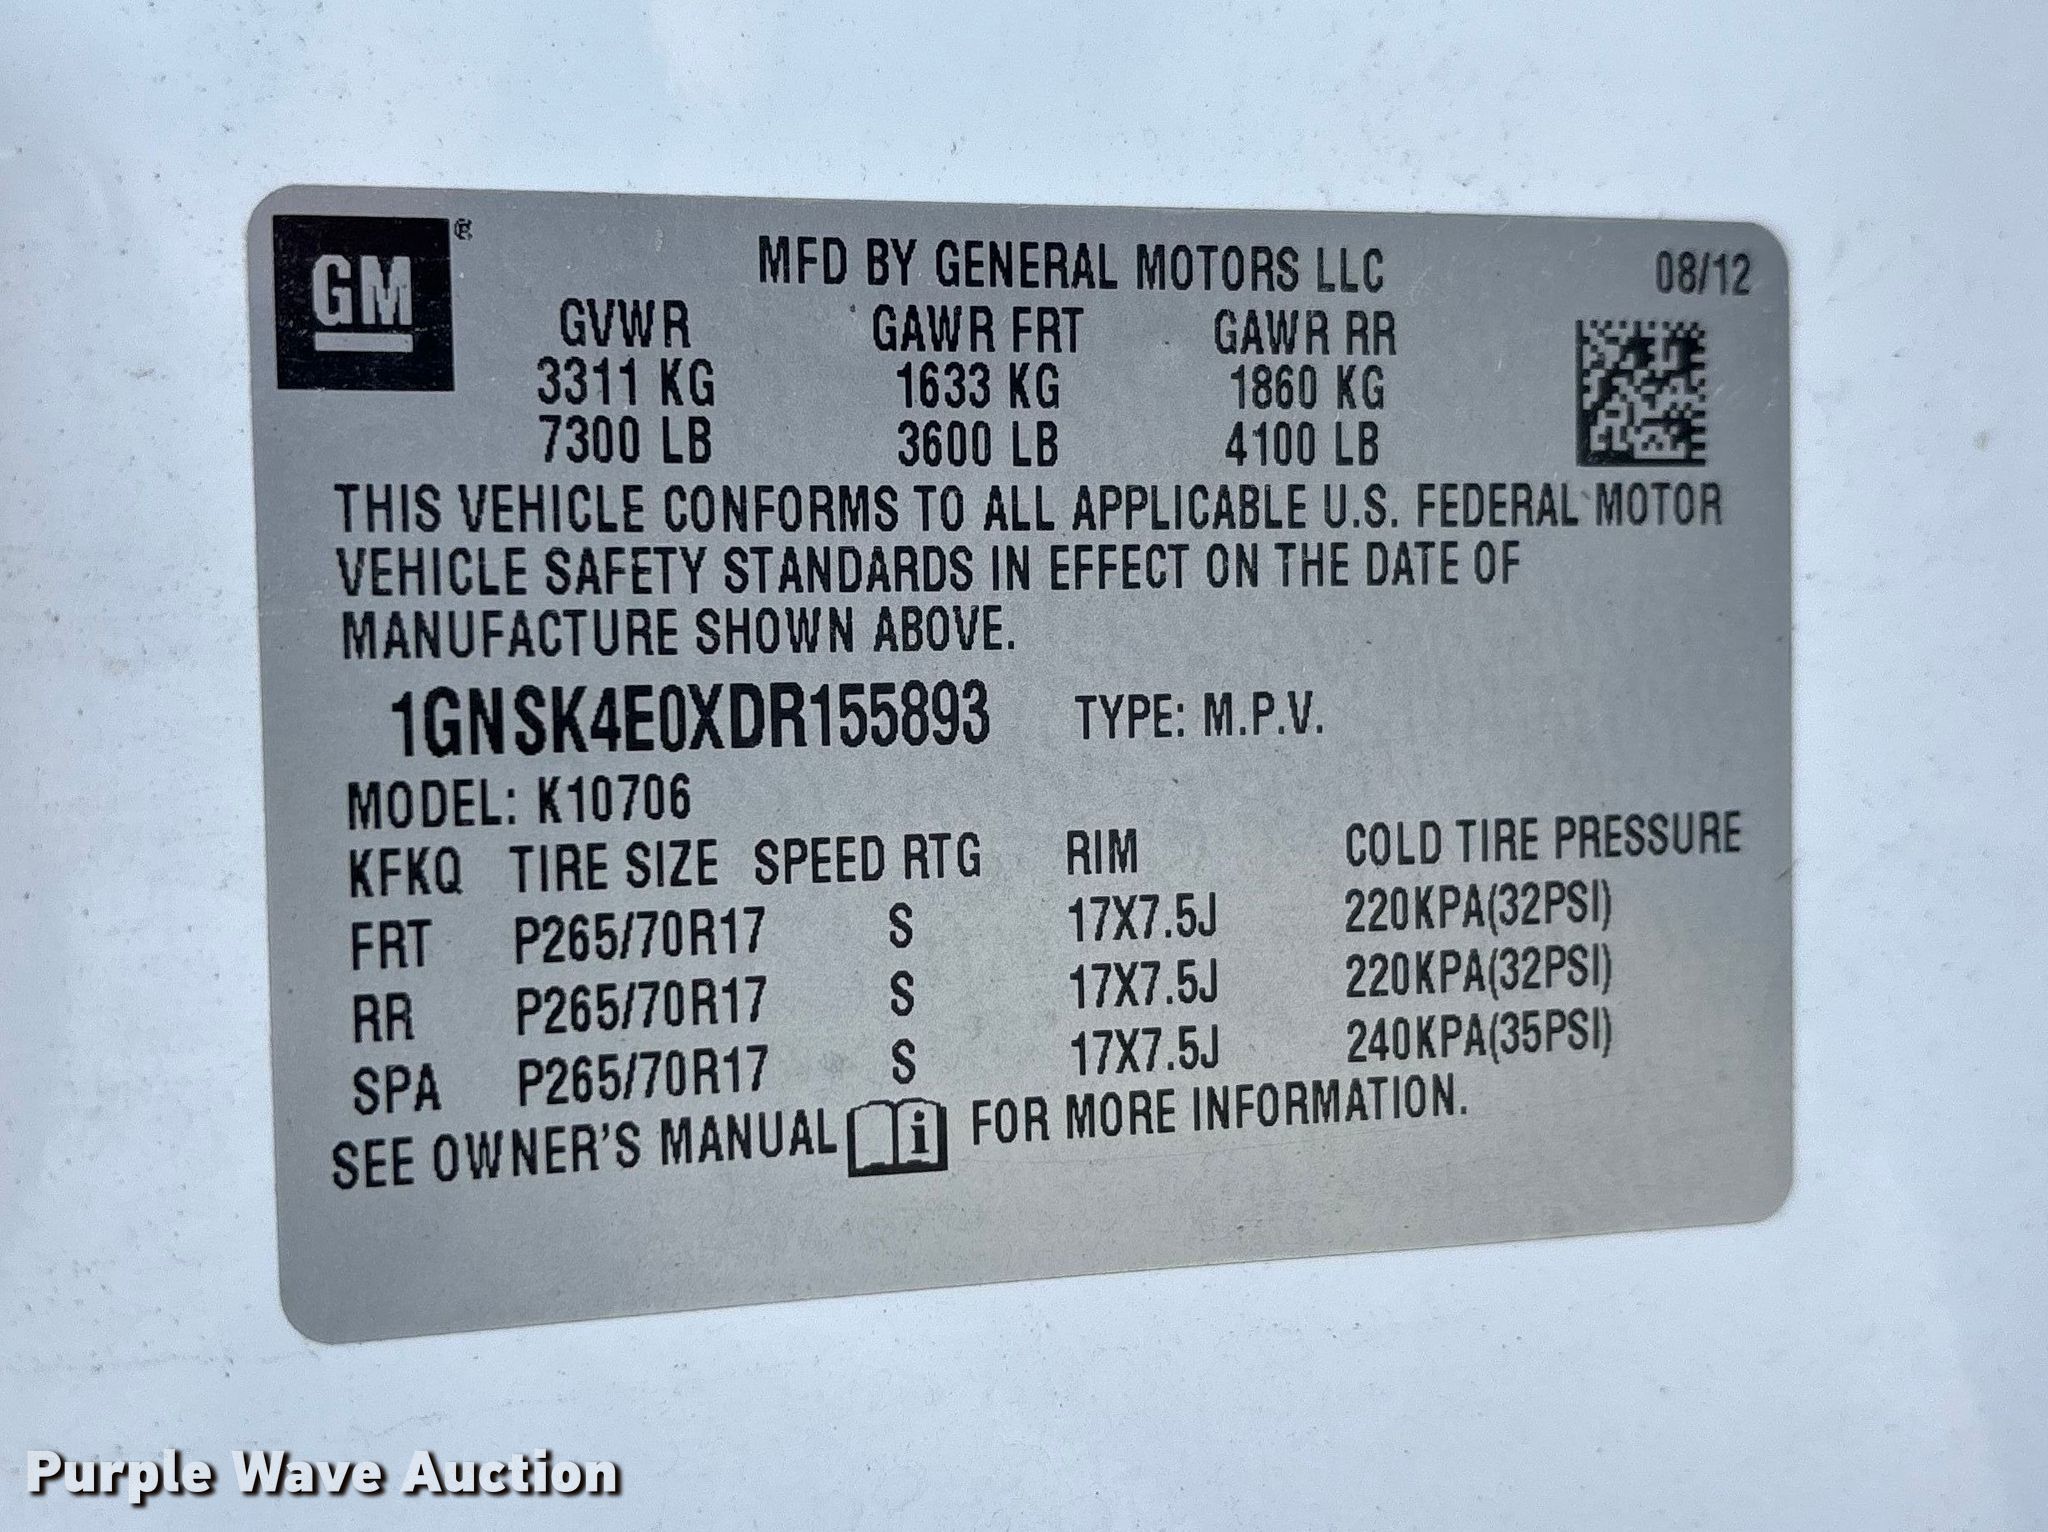 GM ®
MFD BY GENERAL MOTORS LLC 08/12
GVWR GAWR FRT GAWR RR
3311 KG 1633 KG 1860 KG
7300 LB 3600 LB 4100 LB
THIS VEHICLE CONFORMS TO ALL APPLICABLE U.S. FEDERAL MOTOR
VEHICLE SAFETY STANDARDS IN EFFECT ON THE DATE OF
MANUFACTURE SHOWN ABOVE.
1GNSK4E0XDR155893 TYPE: M.P.V.
MODEL: K10706
KFKQ TIRE SIZE SPEED RTG RIM COLD TIRE PRESSURE
FRT P265/70R17 S 17X7.5J 220KPA(32PSI)
RR P265/70R17 S 17X7.5J 220KPA(32PSI)
SPA P265/70R17 S 17X7.5J 240KPA(35PSI)
SEE OWNER'S MANUAL i FOR MORE INFORMATION.
Purple Wave Auction